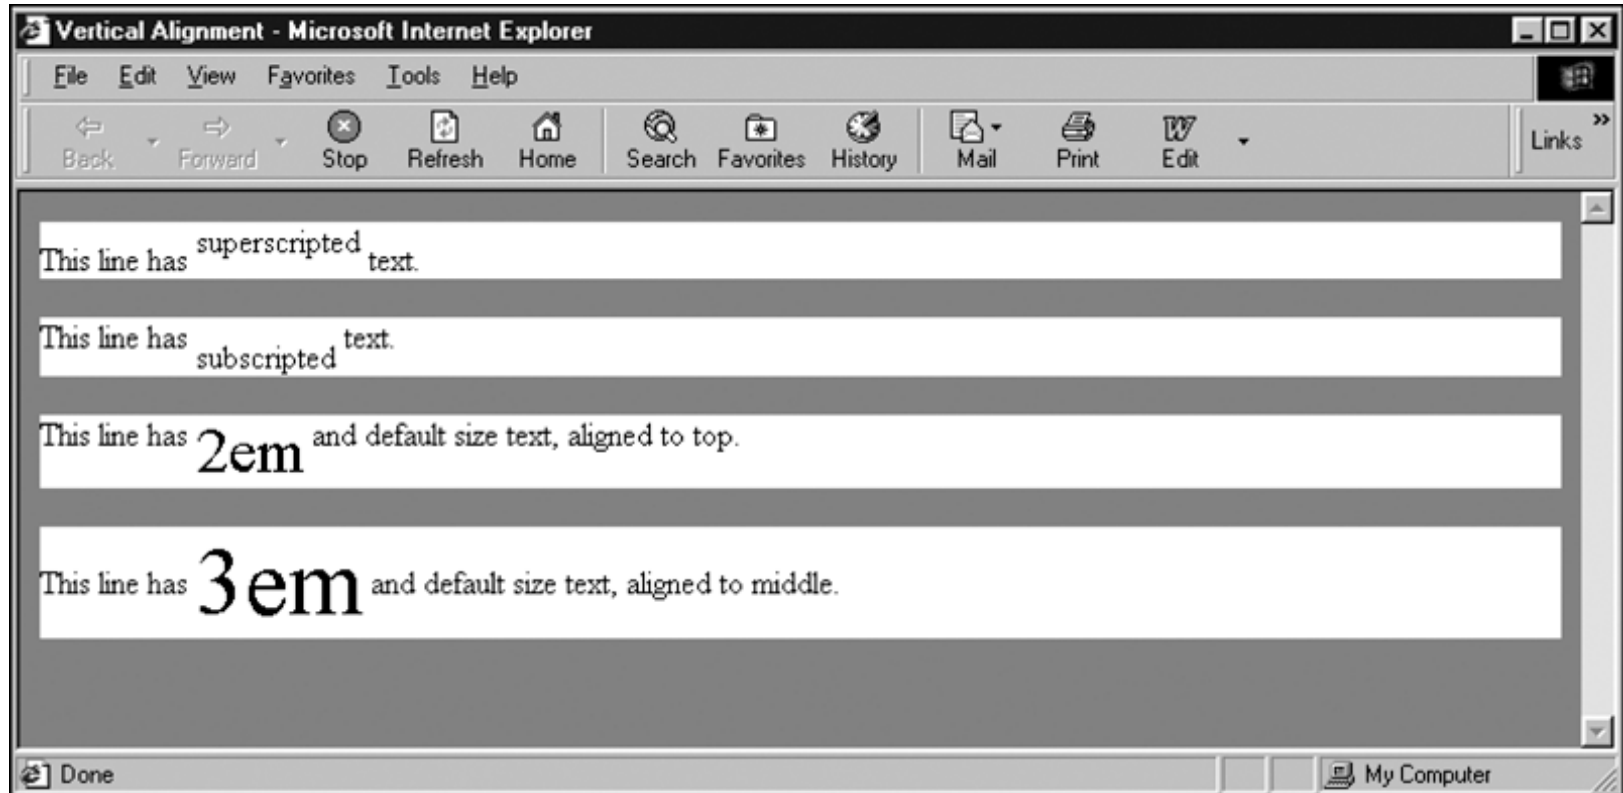 Vertical Alignment - Microsoft Internet Explorer
File Edit View Favorites Tools Help
Back Forward Stop Refresh Home Search Favorites History Mail Print Edit Links »
This line has superscripted text.
This line has subscripted text.
This line has 2em and default size text, aligned to top.
This line has 3em and default size text, aligned to middle.
Done My Computer